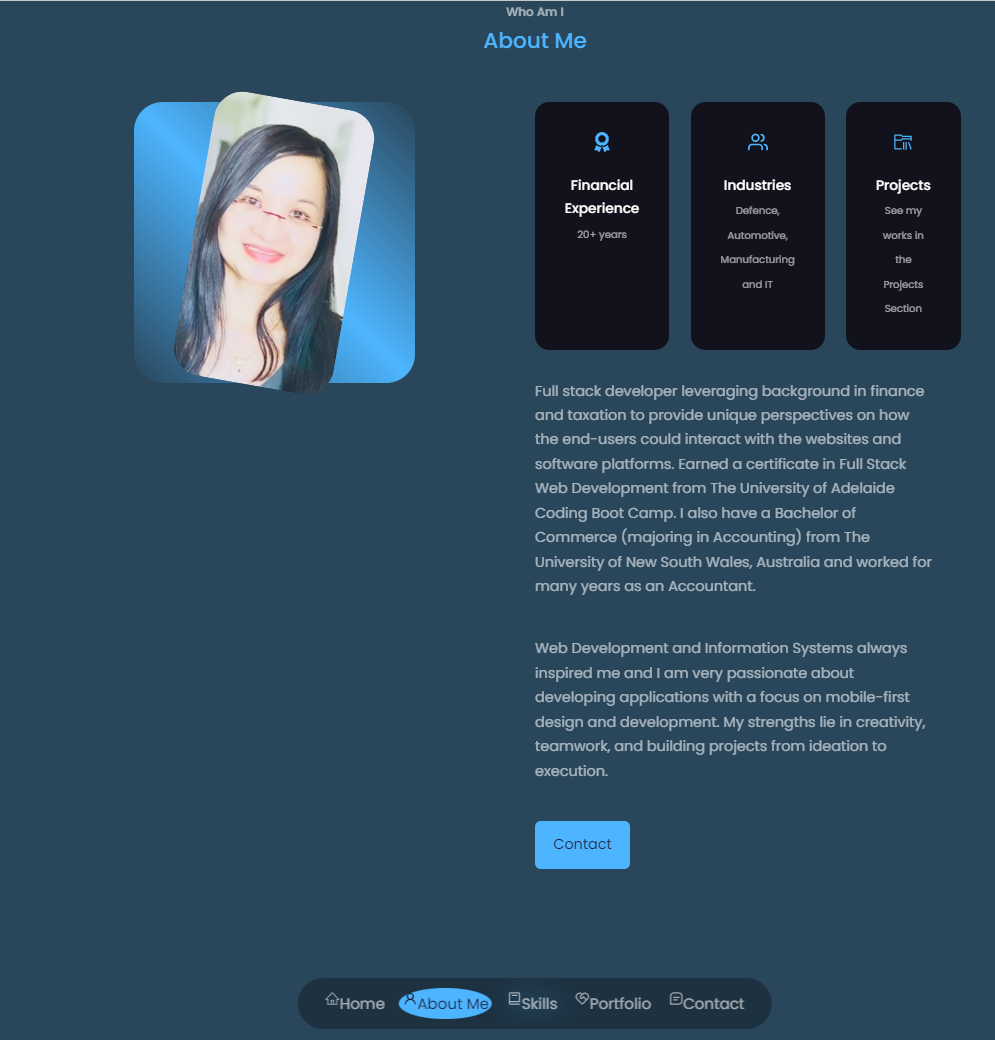 Who Am I
About Me
Financial
Experience
20+ years
Industries
Defence,
Automotive,
Manufacturing
and IT
Projects
See my
works in
the
Projects
Section
Full stack developer leveraging background in finance
and taxation to provide unique perspectives on how
the end-users could interact with the websites and
software platforms. Earned a certificate in Full Stack
Web Development from The University of Adelaide
Coding Boot Camp. I also have a Bachelor of
Commerce (majoring in Accounting) from The
University of New South Wales, Australia and worked for
many years as an Accountant.
Web Development and Information Systems always
inspired me and I am very passionate about
developing applications with a focus on mobile-first
design and development. My strengths lie in creativity,
teamwork, and building projects from ideation to
execution.
Contact
Home About Me Skills Portfolio Contact